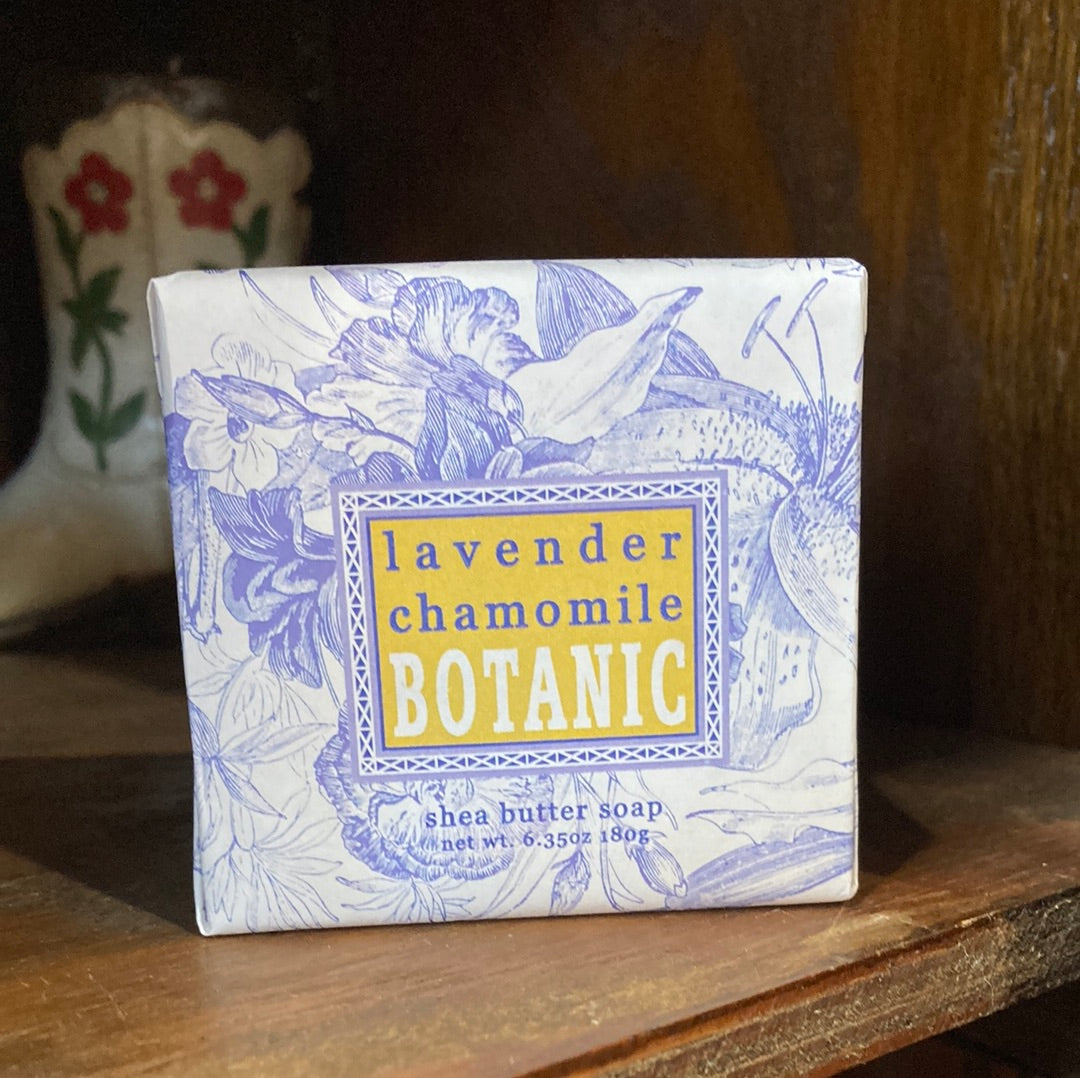 lavender
chamomile
BOTANIC
shea butter soap
net wt. 6.35oz 180g